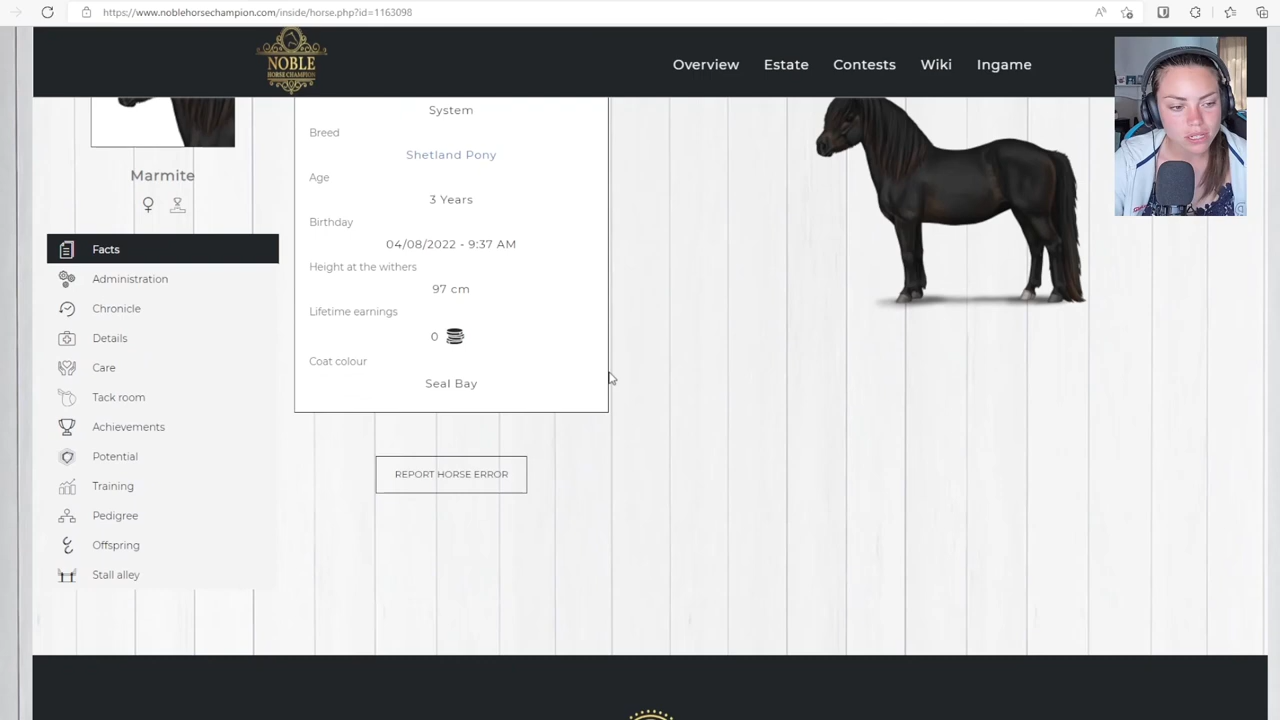 https://www.noblehorsechampion.com/inside/horse.php?id=1163098
NOBLE
HORSE CHAMPION
Overview
Estate
Contests
Wiki
Ingame
Marmite
Facts
Administration
Chronicle
Details
Care
Tack room
Achievements
Potential
Training
Pedigree
Offspring
Stall alley
System
Breed
Shetland Pony
Age
3 Years
Birthday
04/08/2022 - 9:37 AM
Height at the withers
97 cm
Lifetime earnings
0
Coat colour
Seal Bay
REPORT HORSE ERROR